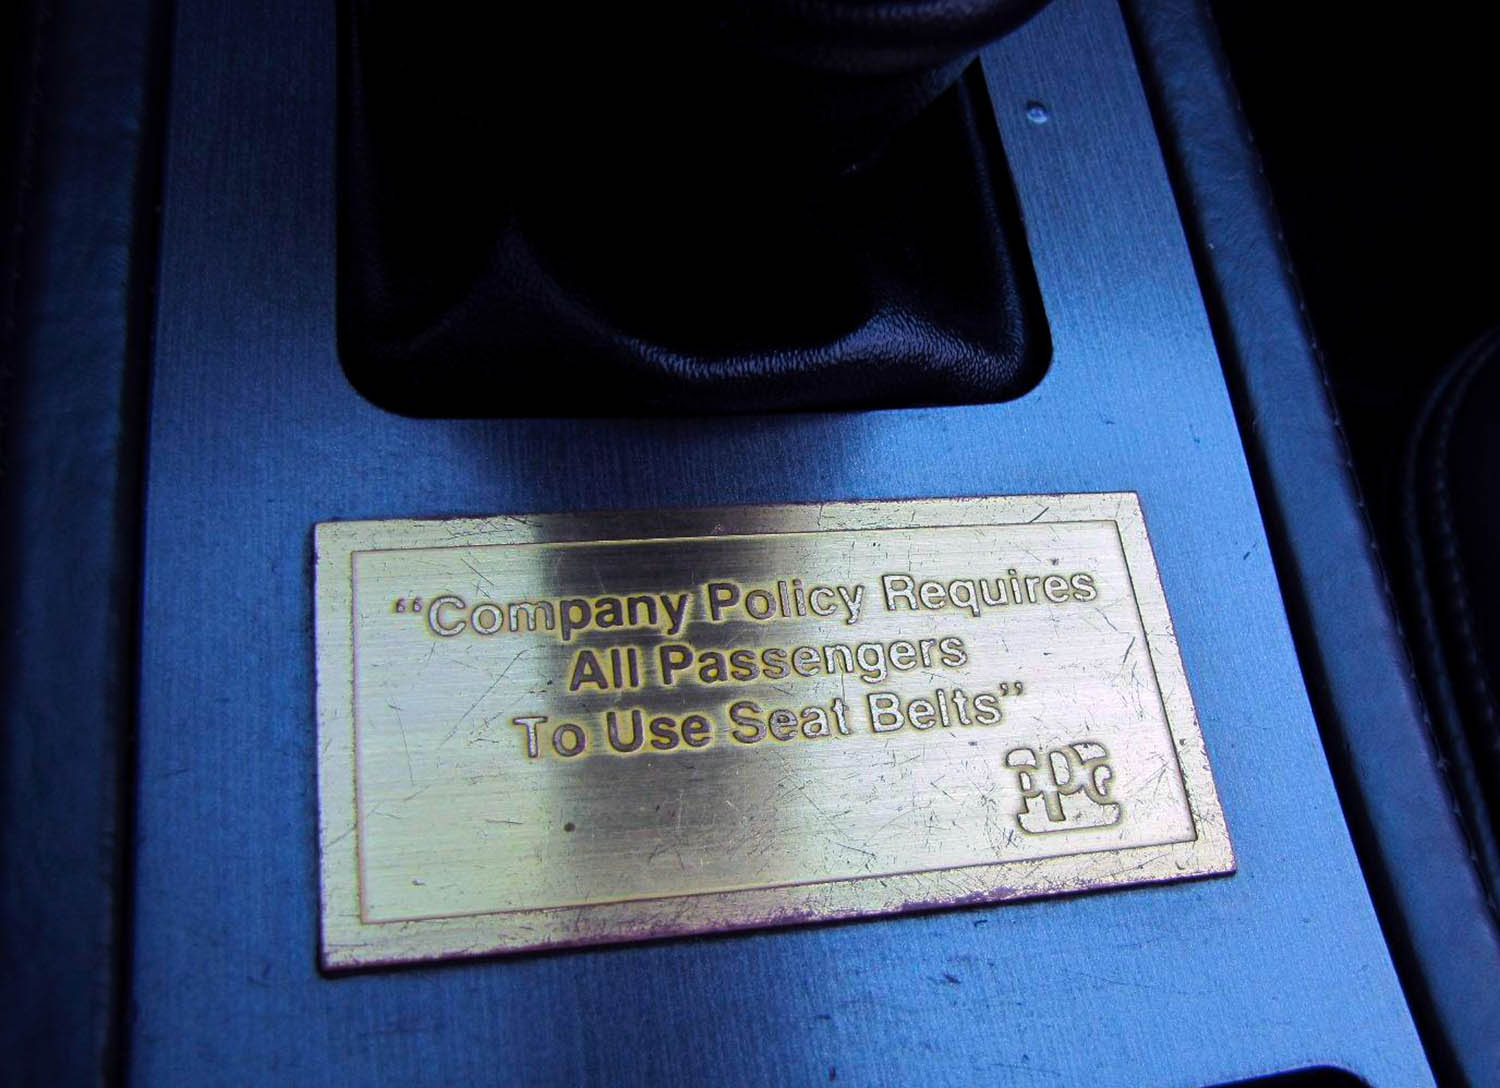 “Company Policy Requires
All Passengers
To Use Seat Belts”
PPG